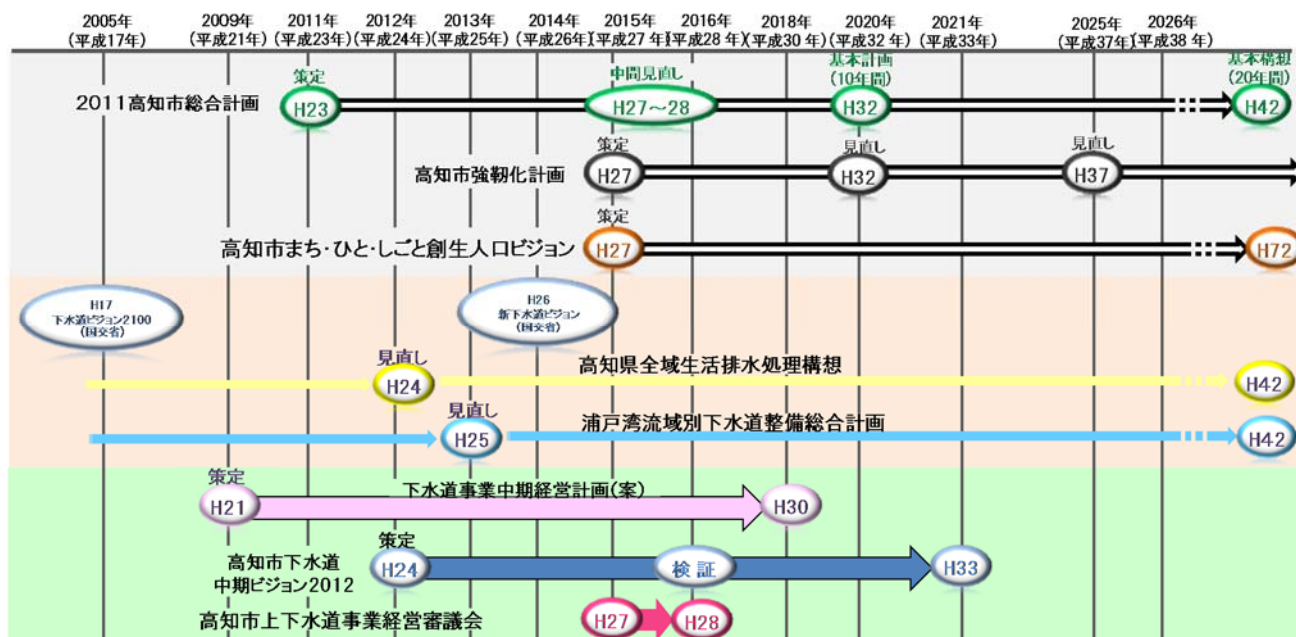 2005年 2009年 2011年 2012年 2013年 2014年 2015年 2016年 2018年 2020年 2021年 2025年 2026年
(平成17年) (平成21年) (平成23年) (平成24年) (平成25年) (平成26年) (平成27 年) (平成28 年) (平成30 年) (平成32 年) (平成33年) (平成37年) (平成38 年)
策定 中間見直し 基本計画 基本構想
(10年間) (20年間)
2011高知市総合計画 H23 H27~28 H32 H42
策定 見直し 見直し
高知市強靭化計画 H27 H32 H37
策定
高知市まち・ひと・しごと創生人口ビジョン H27 H72
H17
下水道ビジョン2100
(国交省)
H26
新下水道ビジョン
(国交省)
見直し
H24 高知県全域生活排水処理構想 H42
見直し
H25 浦戸湾流域別下水道整備総合計画 H42
策定
H21 下水道事業中期経営計画(案) H30
策定
高知市下水道
中期ビジョン2012
H24 検証 H33
高知市上下水道事業経営審議会 H27 H28